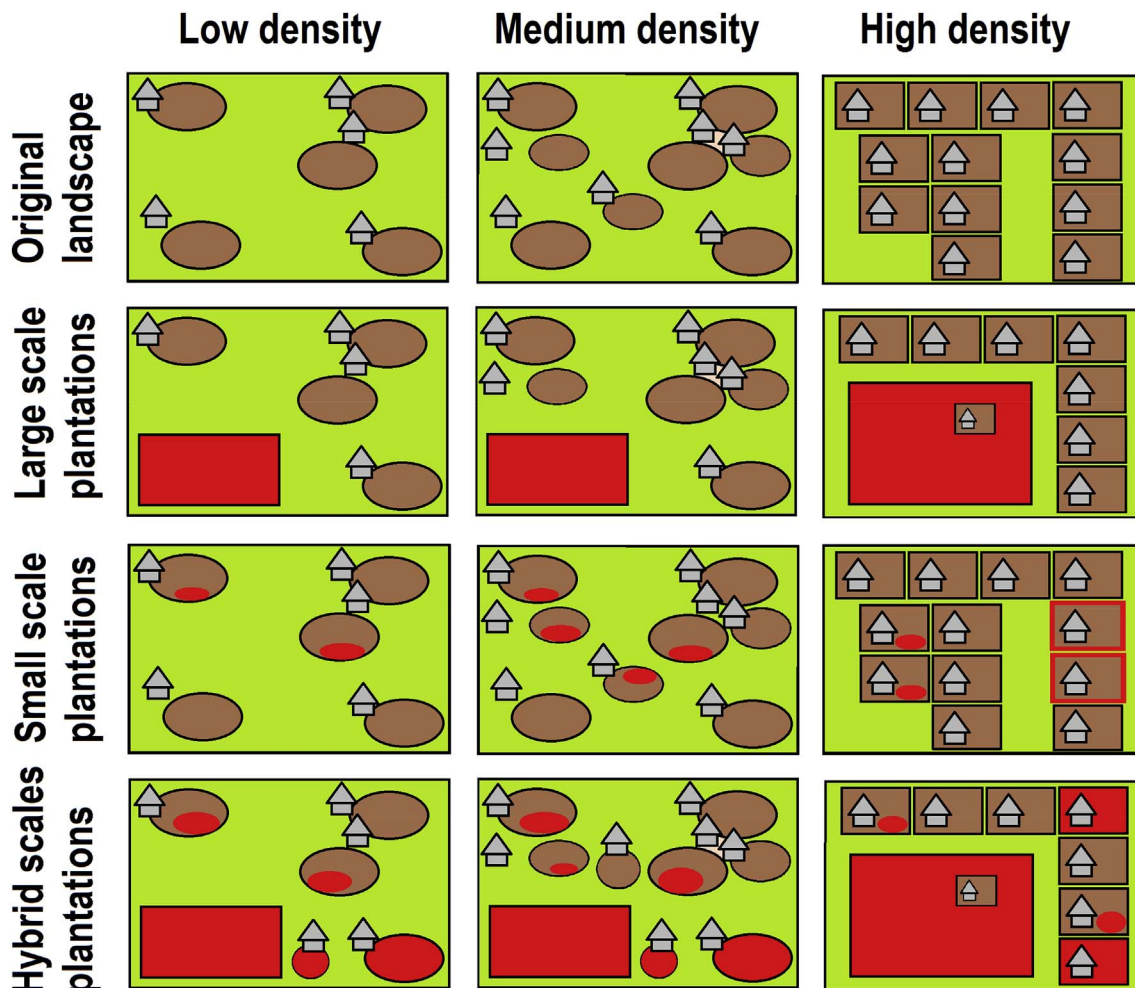 Low density
Medium density
High density
Original
landscape
Large scale
plantations
Small scale
plantations
Hybrid scales
plantations